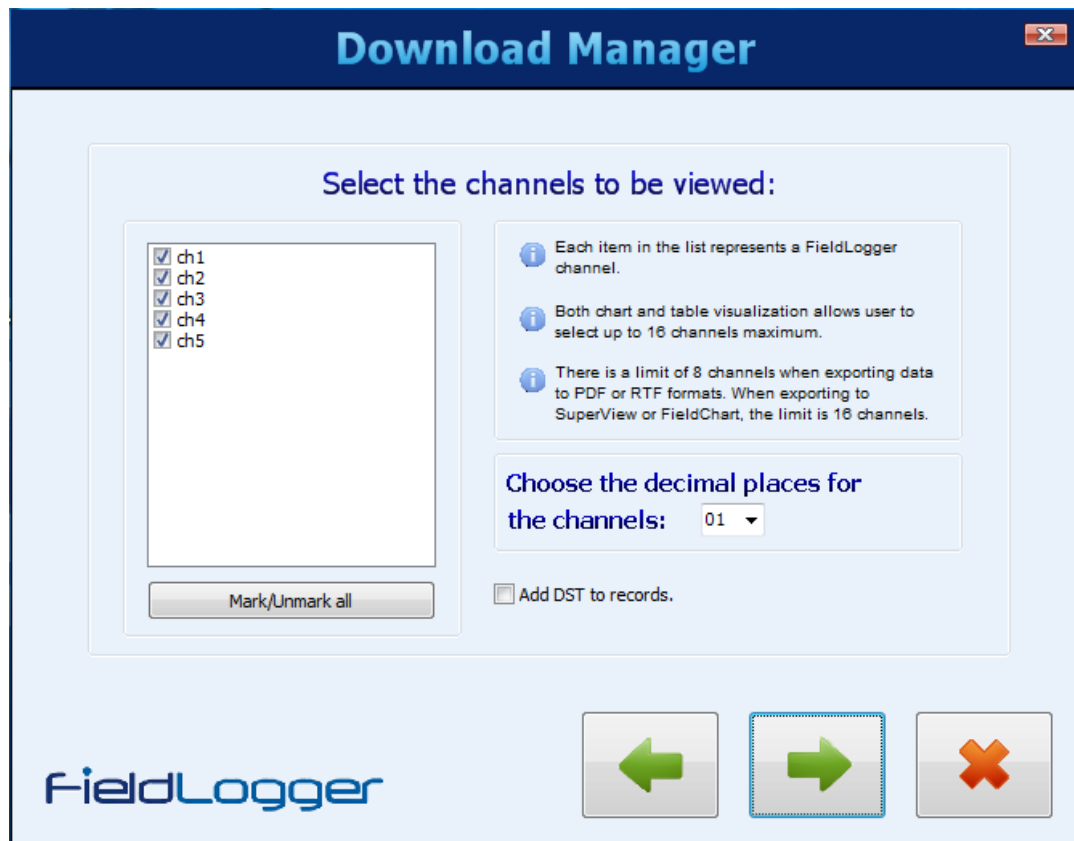 Download Manager
Select the channels to be viewed:
ch1
ch2
ch3
ch4
ch5
Mark/Unmark all
Each item in the list represents a FieldLogger
channel.
Both chart and table visualization allows user to
select up to 16 channels maximum.
There is a limit of 8 channels when exporting data
to PDF or RTF formats. When exporting to
SuperView or FieldChart, the limit is 16 channels.
Choose the decimal places for
the channels: 01
Add DST to records.
FieldLogger